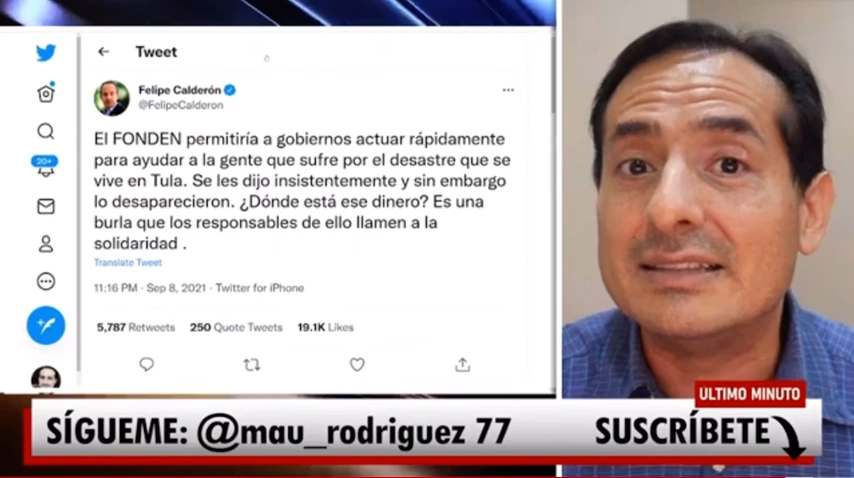 Tweet
Felipe Calderón
@FelipeCalderon
El FONDEN permitiría a gobiernos actuar rápidamente
para ayudar a la gente que sufre por el desastre que se
vive en Tula. Se les dijo insistentemente y sin embargo
lo desaparecieron. ¿Dónde está ese dinero? Es una
burla que los responsables de ello llamen a la
solidaridad .
Translate Tweet
11:16 PM · Sep 8, 2021 · Twitter for iPhone
5,787 Retweets 250 Quote Tweets 19.1K Likes
20+
ULTIMO MINUTO
SÍGUEME: @mau_rodriguez 77 SUSCRÍBETE